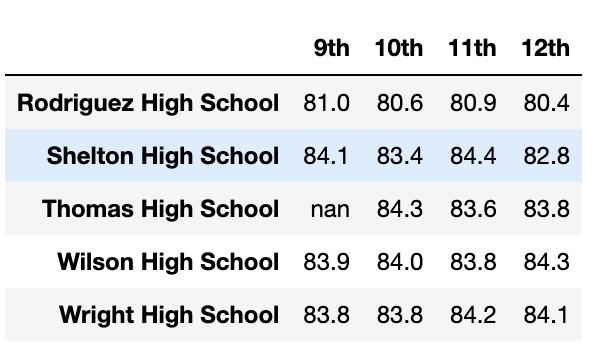 9th 10th 11th 12th
Rodriguez High School 81.0 80.6 80.9 80.4
Shelton High School 84.1 83.4 84.4 82.8
Thomas High School nan 84.3 83.6 83.8
Wilson High School 83.9 84.0 83.8 84.3
Wright High School 83.8 83.8 84.2 84.1